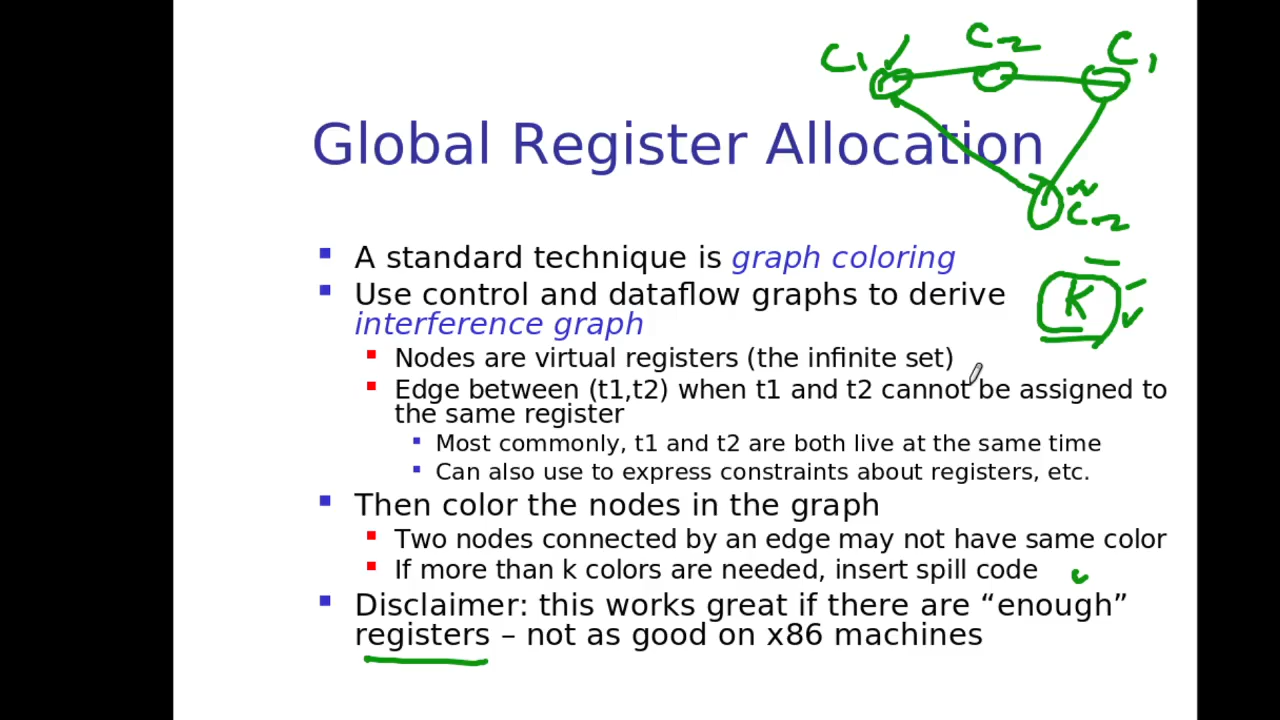 C1 C2 C1
Global Register Allocation
C2
A standard technique is graph coloring
Use control and dataflow graphs to derive
interference graph
K
Nodes are virtual registers (the infinite set)
Edge between (t1,t2) when t1 and t2 cannot be assigned to
the same register
Most commonly, t1 and t2 are both live at the same time
Can also use to express constraints about registers, etc.
Then color the nodes in the graph
Two nodes connected by an edge may not have same color
If more than k colors are needed, insert spill code
Disclaimer: this works great if there are “enough”
registers – not as good on x86 machines